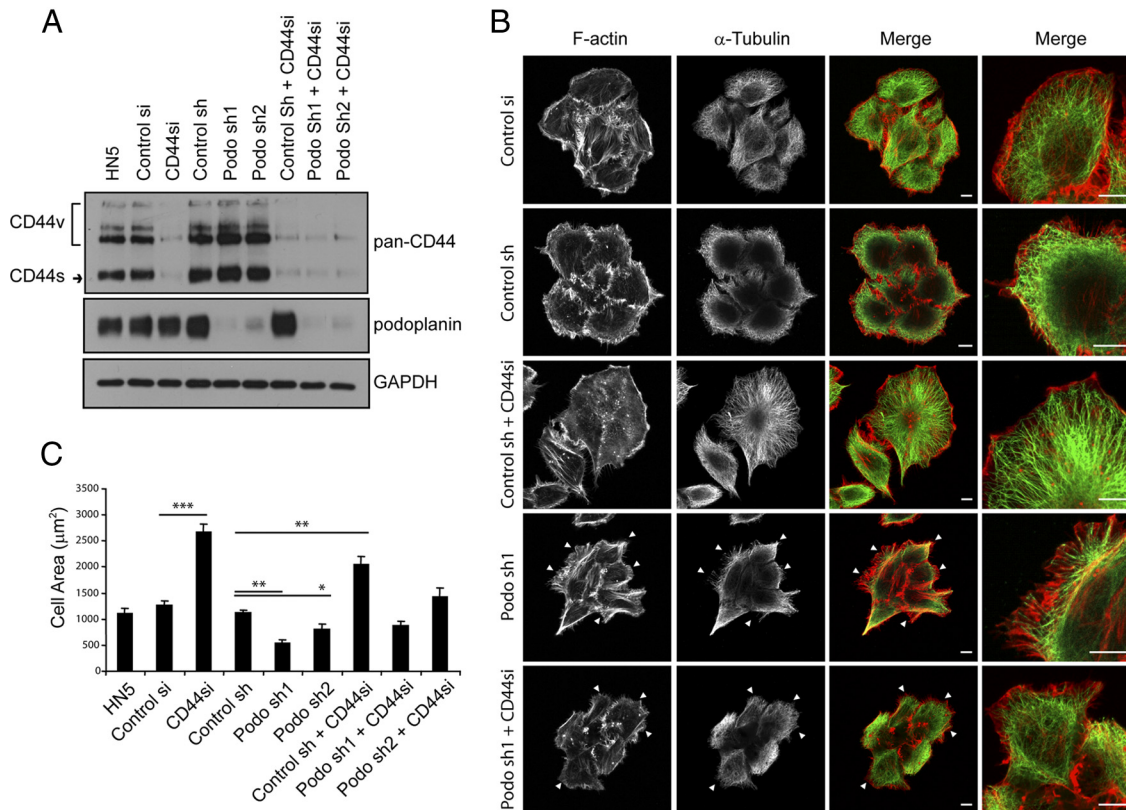 A
HN5
Control si
CD44si
Control sh
Podo sh1
Podo sh2
Control Sh + CD44si
Podo Sh1 + CD44si
Podo Sh2 + CD44si
CD44v
CD44s
pan-CD44
podoplanin
GAPDH
B
F-actin
α-Tubulin
Merge
Merge
Control si
Control sh
Control sh + CD44si
Podo sh1
Podo sh1 + CD44si
C
Cell Area (μm²)
3500
3000
2500
2000
1500
1000
500
0
***
**
**
*
HN5
Control si
CD44si
Control sh
Podo sh1
Podo sh2
Control sh + CD44si
Podo sh1 + CD44si
Podo sh2 + CD44si